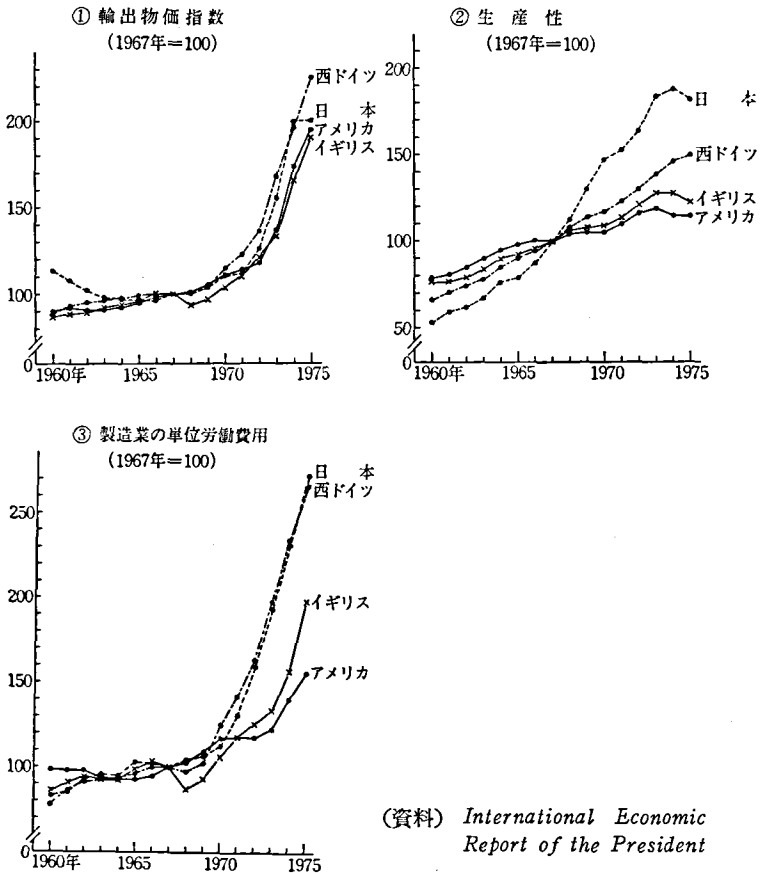 ① 輸出物価指数
(1967年=100)
200
150
100
0
1960年 1965 1970 1975
西ドイツ
日 本
アメリカ
イギリス
② 生 産 性
(1967年=100)
200
150
100
50
0
1960年 1965 1970 1975
日 本
西ドイツ
イギリス
アメリカ
③ 製造業の単位労働費用
(1967年=100)
250
200
150
100
0
1960年 1965 1970 1975
日 本
西ドイツ
イギリス
アメリカ
(資料) International Economic
Report of the President